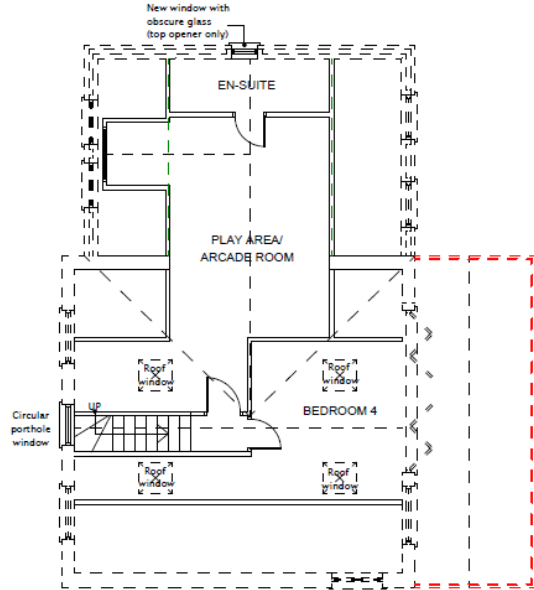 New window with
obscure glass
(top opener only)
EN-SUITE
PLAY AREA/
ARCADE ROOM
Roof
window
Roof
window
UP
BEDROOM 4
Circular
porthole
window
Roof
window
Roof
window